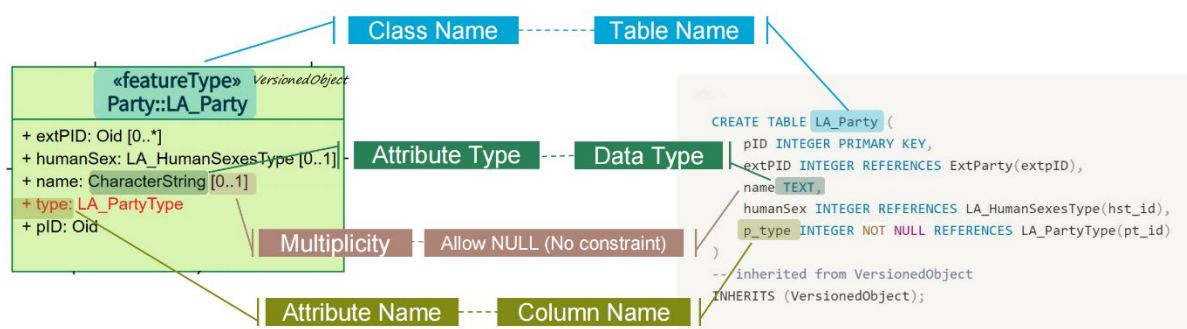 Class Name
Table Name
«featureType»
VersionedObject
Party::LA_Party
+ extPID: Oid [0..*]
+ humanSex: LA_HumanSexesType [0..1]
+ name: CharacterString [0..1]
+ type: LA_PartyType
+ pID: Oid
Attribute Type
Data Type
Multiplicity
Allow NULL (No constraint)
Attribute Name
Column Name
CREATE TABLE LA_Party (
pID INTEGER PRIMARY KEY,
extPID INTEGER REFERENCES ExtParty(extpID),
name TEXT,
humanSex INTEGER REFERENCES LA_HumanSexesType(hst_id),
p_type INTEGER NOT NULL REFERENCES LA_PartyType(pt_id)
)
-- inherited from VersionedObject
INHERITS (VersionedObject);